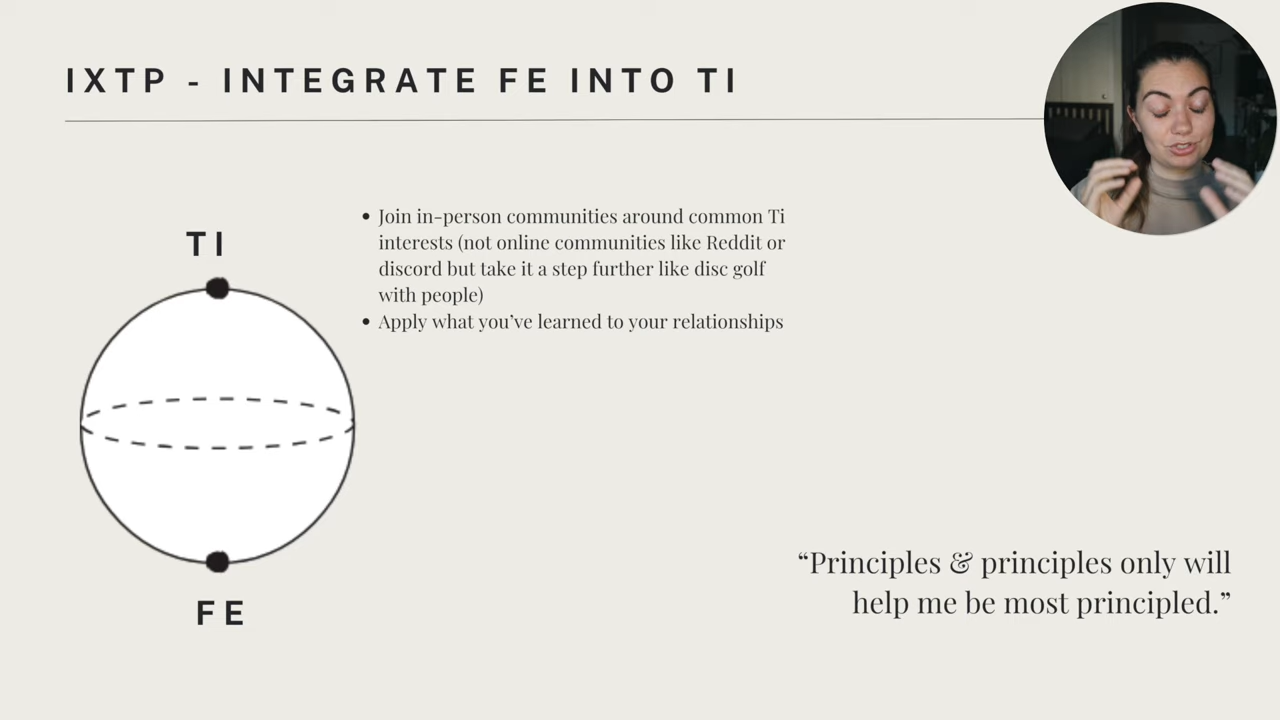 IXTP - INTEGRATE FE INTO TI
TI
• Join in-person communities around common Ti
interests (not online communities like Reddit or
discord but take it a step further like disc golf
with people)
• Apply what you’ve learned to your relationships
“Principles & principles only will
help me be most principled.”
FE